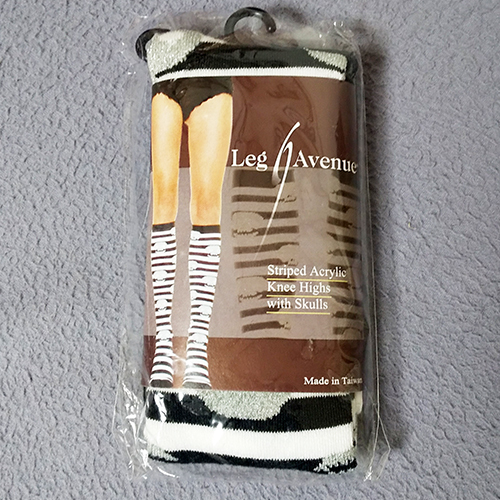 Leg Avenue
Striped Acrylic
Knee Highs
with Skulls
Made in Taiwan